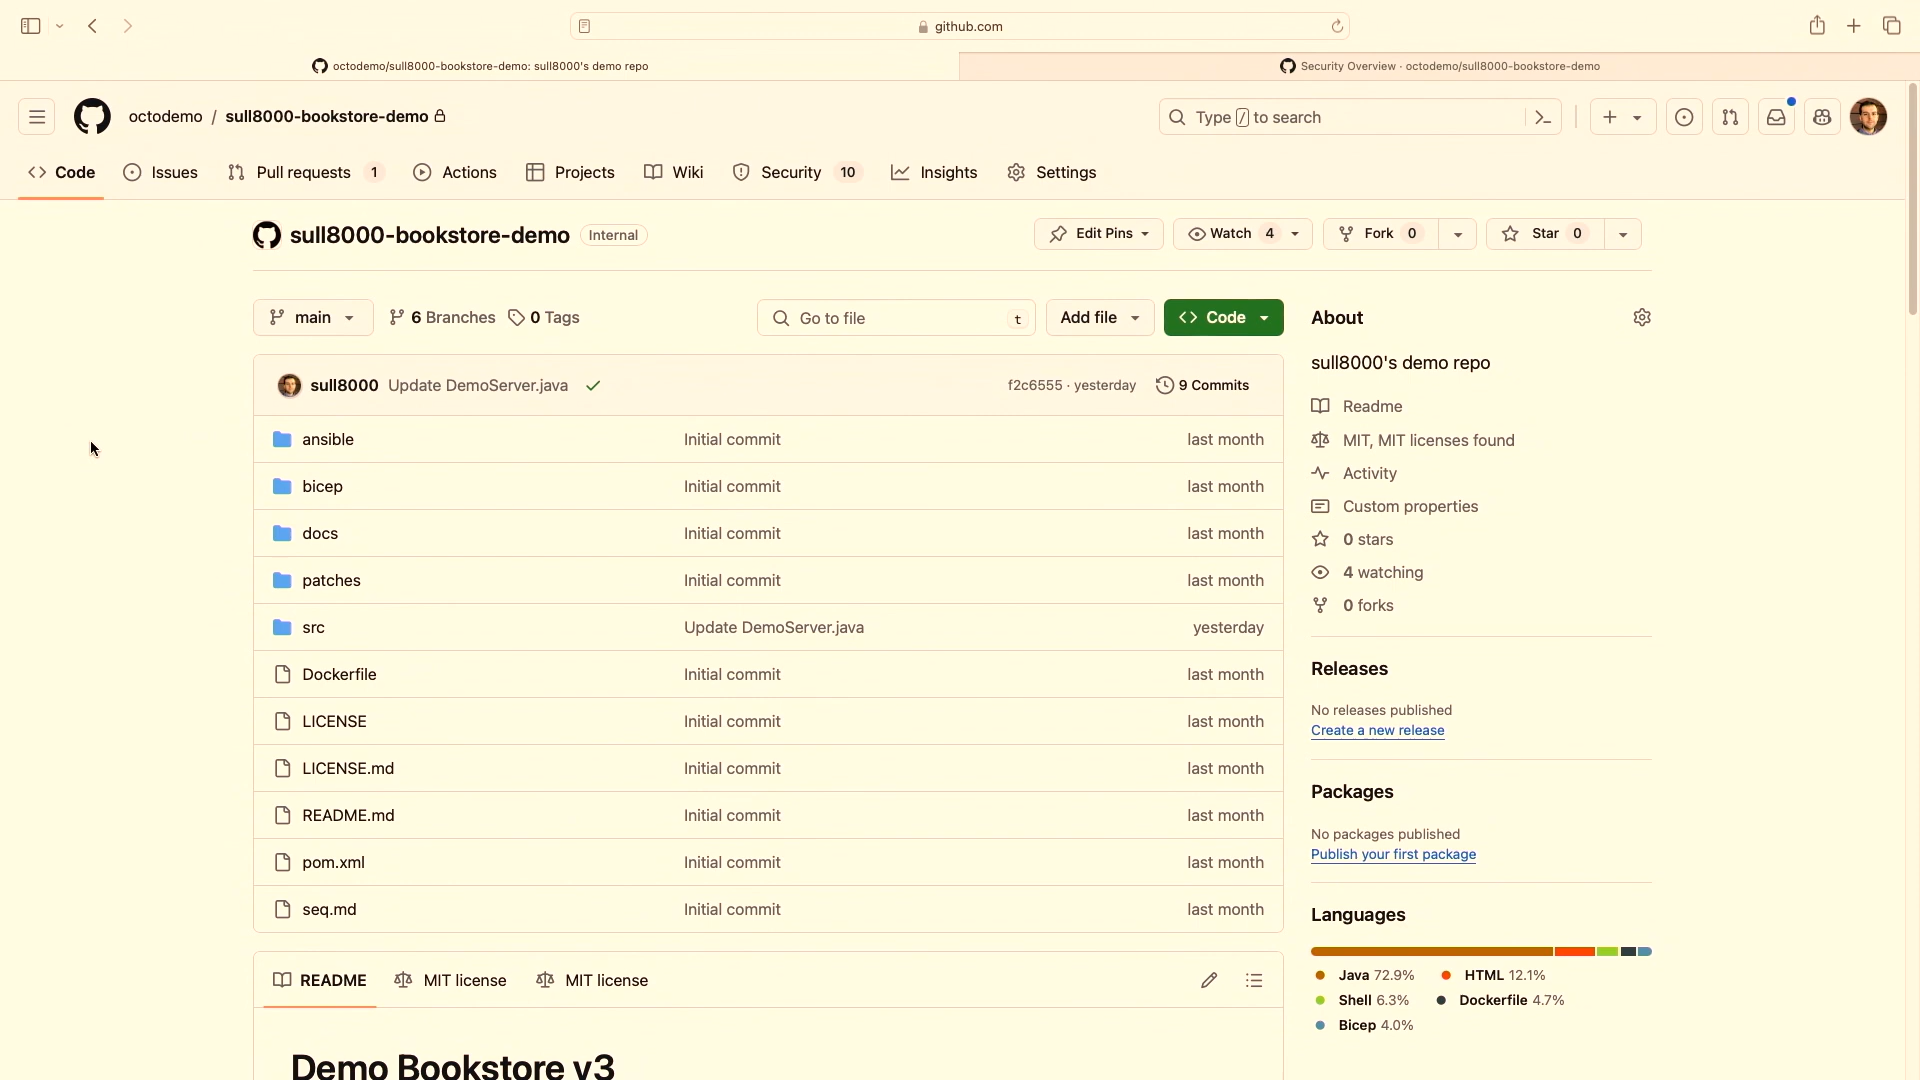 github.com
octodemo/sull8000-bookstore-demo: sull8000's demo repo
Security Overview · octodemo/sull8000-bookstore-demo
octodemo / sull8000-bookstore-demo
Type / to search
Code
Issues
Pull requests 1
Actions
Projects
Wiki
Security 10
Insights
Settings
sull8000-bookstore-demo Internal
Edit Pins
Watch 4
Fork 0
Star 0
main
6 Branches
0 Tags
Go to file t
Add file
Code
sull8000 Update DemoServer.java
f2c6555 · yesterday
9 Commits
ansible Initial commit last month
bicep Initial commit last month
docs Initial commit last month
patches Initial commit last month
src Update DemoServer.java yesterday
Dockerfile Initial commit last month
LICENSE Initial commit last month
LICENSE.md Initial commit last month
README.md Initial commit last month
pom.xml Initial commit last month
seq.md Initial commit last month
README
MIT license
MIT license
Demo Bookstore v3
About
sull8000's demo repo
Readme
MIT, MIT licenses found
Activity
Custom properties
0 stars
4 watching
0 forks
Releases
No releases published
Create a new release
Packages
No packages published
Publish your first package
Languages
Java 72.9% HTML 12.1%
Shell 6.3% Dockerfile 4.7%
Bicep 4.0%